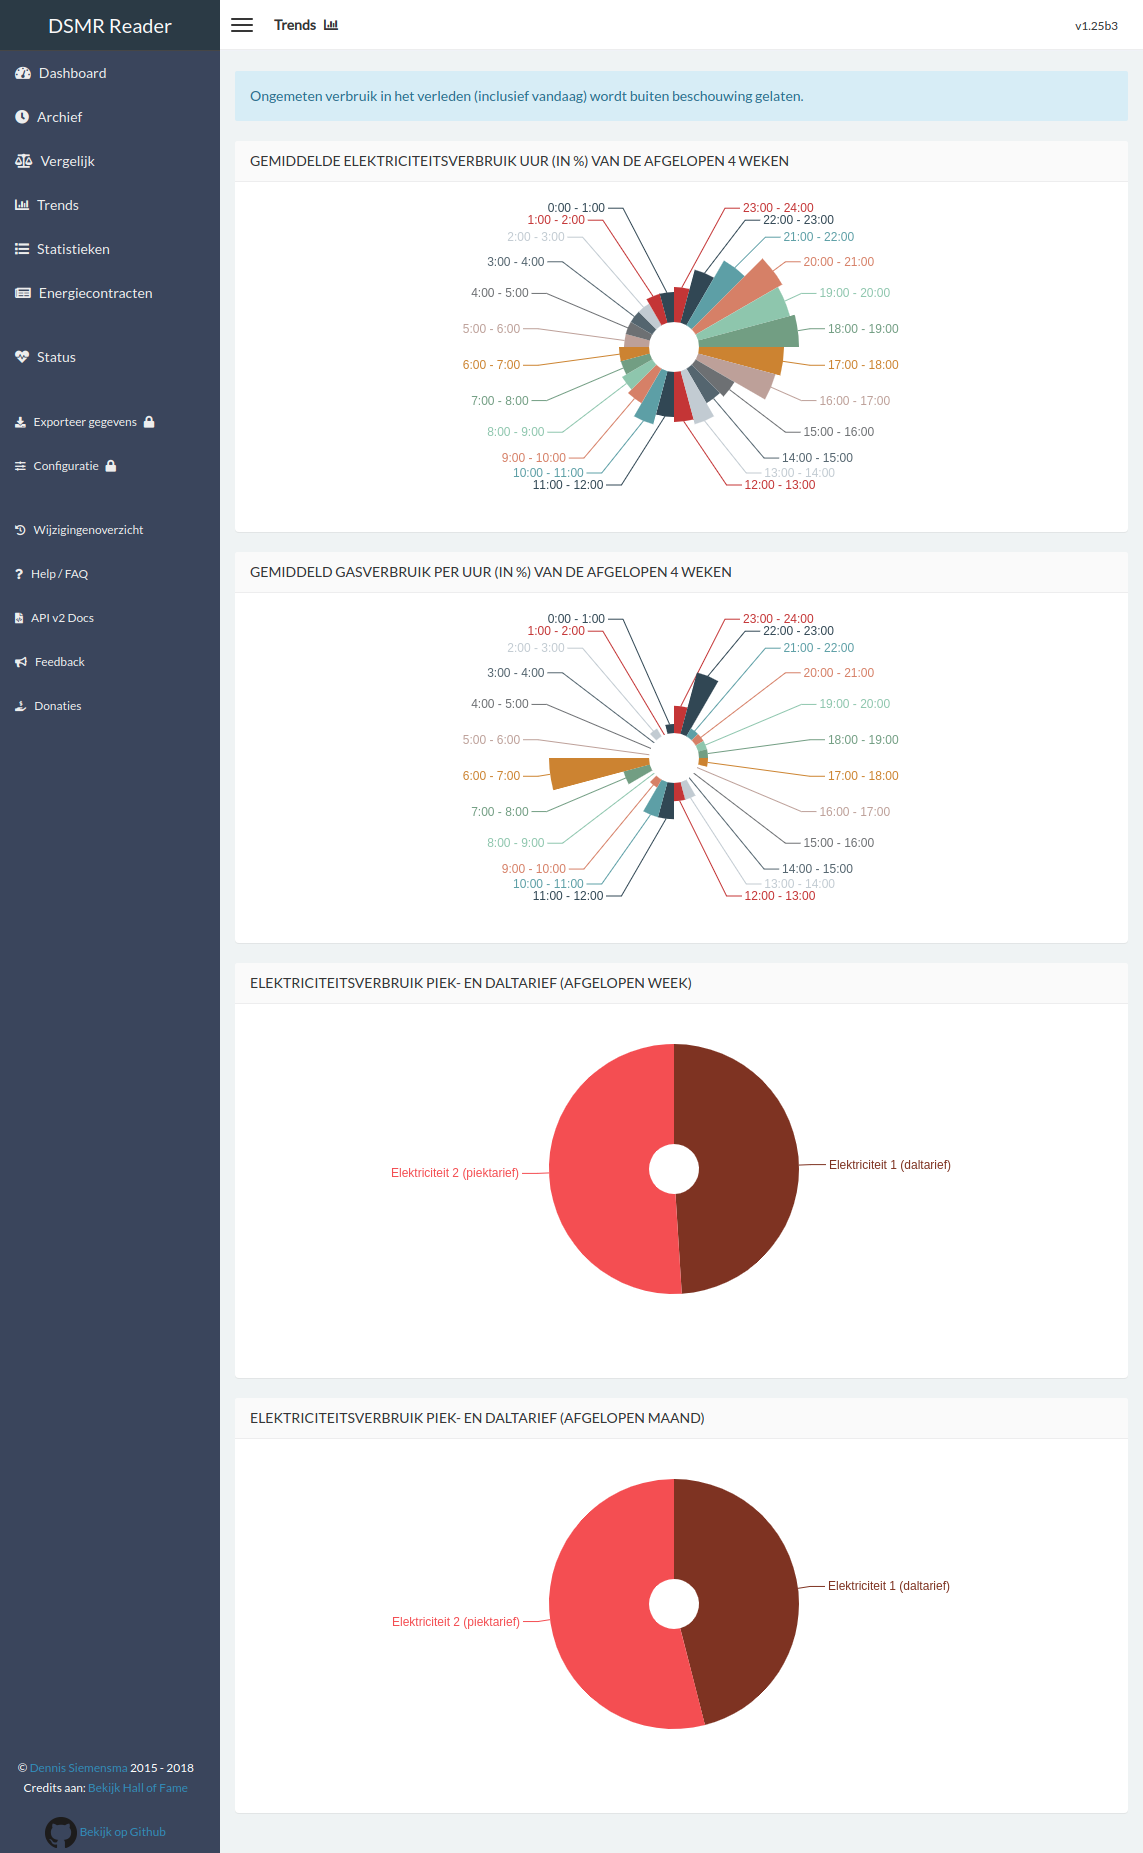 DSMR Reader
Dashboard
Archief
Vergelijk
Trends
Statistieken
Energiecontracten
Status
Exporteer gegevens
Configuratie
Wijzigingenoverzicht
Help / FAQ
API v2 Docs
Feedback
Donaties
© Dennis Siemensma 2015 - 2018
Credits aan: Bekijk Hall of Fame
Bekijk op Github
Trends
v1.25b3
Ongemeten verbruik in het verleden (inclusief vandaag) wordt buiten beschouwing gelaten.
GEMIDDELDE ELEKTRICITEITSVERBRUIK UUR (IN %) VAN DE AFGELOPEN 4 WEKEN
0:00 - 1:00
1:00 - 2:00
2:00 - 3:00
3:00 - 4:00
4:00 - 5:00
5:00 - 6:00
6:00 - 7:00
7:00 - 8:00
8:00 - 9:00
9:00 - 10:00
10:00 - 11:00
11:00 - 12:00
23:00 - 24:00
22:00 - 23:00
21:00 - 22:00
20:00 - 21:00
19:00 - 20:00
18:00 - 19:00
17:00 - 18:00
16:00 - 17:00
15:00 - 16:00
14:00 - 15:00
13:00 - 14:00
12:00 - 13:00
GEMIDDELD GASVERBRUIK PER UUR (IN %) VAN DE AFGELOPEN 4 WEKEN
0:00 - 1:00
1:00 - 2:00
2:00 - 3:00
3:00 - 4:00
4:00 - 5:00
5:00 - 6:00
6:00 - 7:00
7:00 - 8:00
8:00 - 9:00
9:00 - 10:00
10:00 - 11:00
11:00 - 12:00
23:00 - 24:00
22:00 - 23:00
21:00 - 22:00
20:00 - 21:00
19:00 - 20:00
18:00 - 19:00
17:00 - 18:00
16:00 - 17:00
15:00 - 16:00
14:00 - 15:00
13:00 - 14:00
12:00 - 13:00
ELEKTRICITEITSVERBRUIK PIEK- EN DALTARIEF (AFGELOPEN WEEK)
Elektriciteit 2 (piektarief)
Elektriciteit 1 (daltarief)
ELEKTRICITEITSVERBRUIK PIEK- EN DALTARIEF (AFGELOPEN MAAND)
Elektriciteit 2 (piektarief)
Elektriciteit 1 (daltarief)